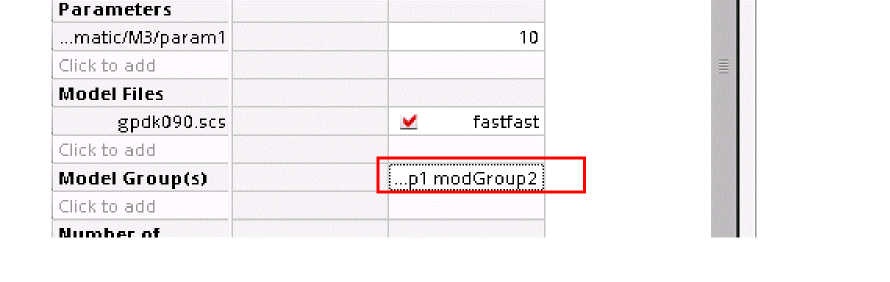 Parameters
...matic/M3/param1 10
Click to add
Model Files
gpdk090.scs fastfast
Click to add
Model Group(s) ...p1 modGroup2
Click to add
Number of